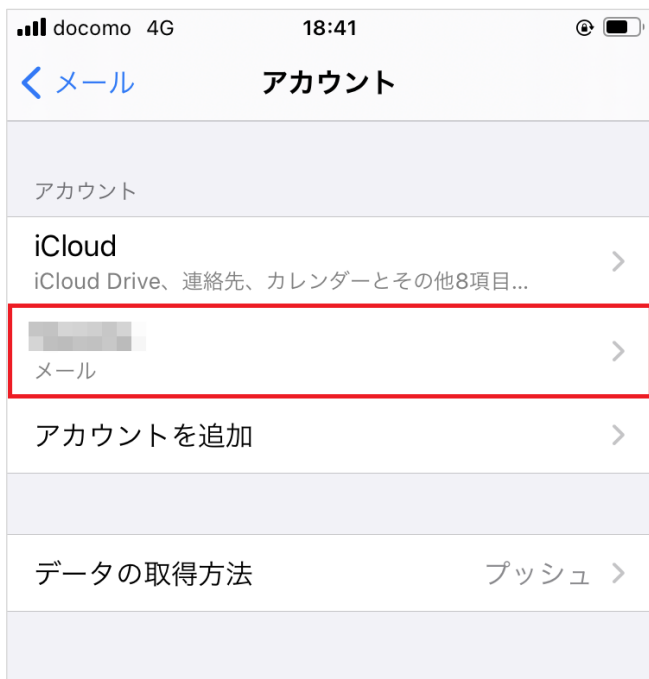 docomo 4G 18:41
メール アカウント
アカウント
iCloud
iCloud Drive、連絡先、カレンダーとその他8項目...
メール
アカウントを追加
データの取得方法 プッシュ